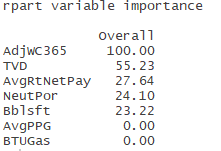 rpart variable importance
Overall
AdjWC365 100.00
TVD 55.23
AvgRtNetPay 27.64
NeutPor 24.10
Bblsft 23.22
AvgPPG 0.00
BTUGas 0.00